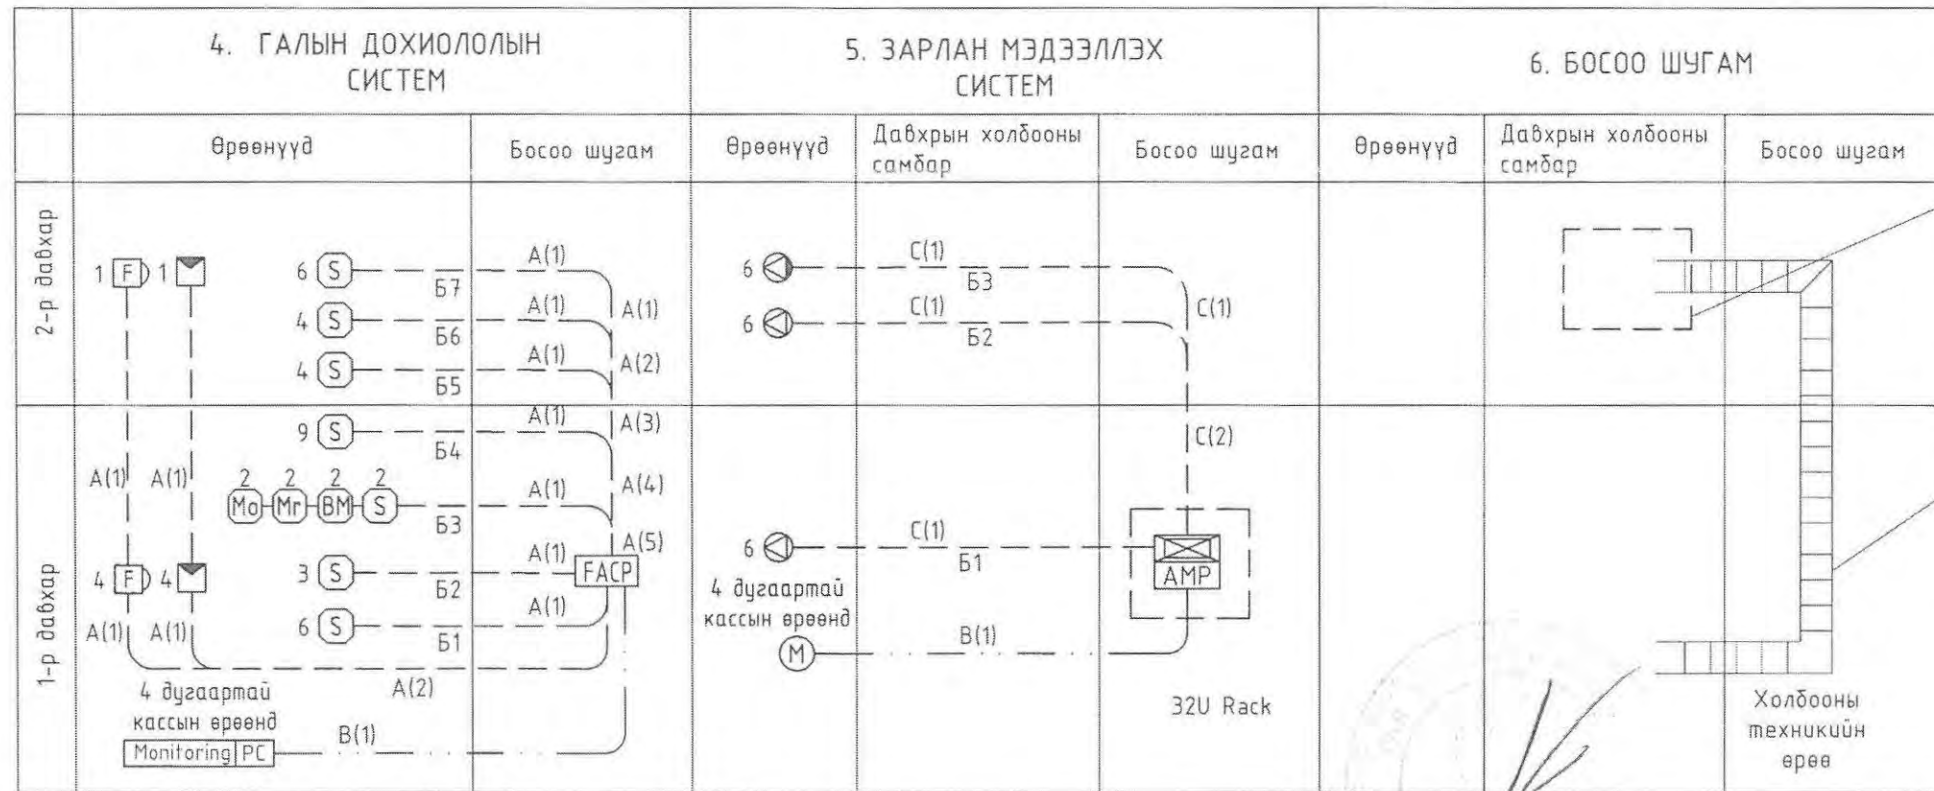 4. ГАЛЫН ДОХИОЛОЛЫН
СИСТЕМ
5. ЗАРЛАН МЭДЭЭЛЛЭХ
СИСТЕМ
6. БОСОО ШУГАМ
Өрөөнүүд
Босоо шугам
Өрөөнүүд
Давхрын холбооны
самбар
Босоо шугам
Өрөөнүүд
Давхрын холбооны
самбар
Босоо шугам
2-р давхар
1 F 1
6 S
Б7
A(1)
4 S
Б6
A(1)
A(1)
4 S
Б5
A(1)
A(2)
6
C(1)
Б3
6
C(1)
Б2
C(1)
1-р давхар
9 S
Б4
A(1)
A(3)
A(1) A(1)
2 2 2 2
Mo Mr BM S
Б3
A(1)
A(4)
A(5)
4 F 4
3 S
Б2
A(1)
FACP
A(1) A(1)
6 S
Б1
A(1)
A(2)
4 дугаартай
кассын өрөөнд
Monitoring PC
B(1)
C(2)
6
C(1)
Б1
AMP
4 дугаартай
кассын өрөөнд
M
B(1)
32U Rack
Холбооны
техникийн
өрөө